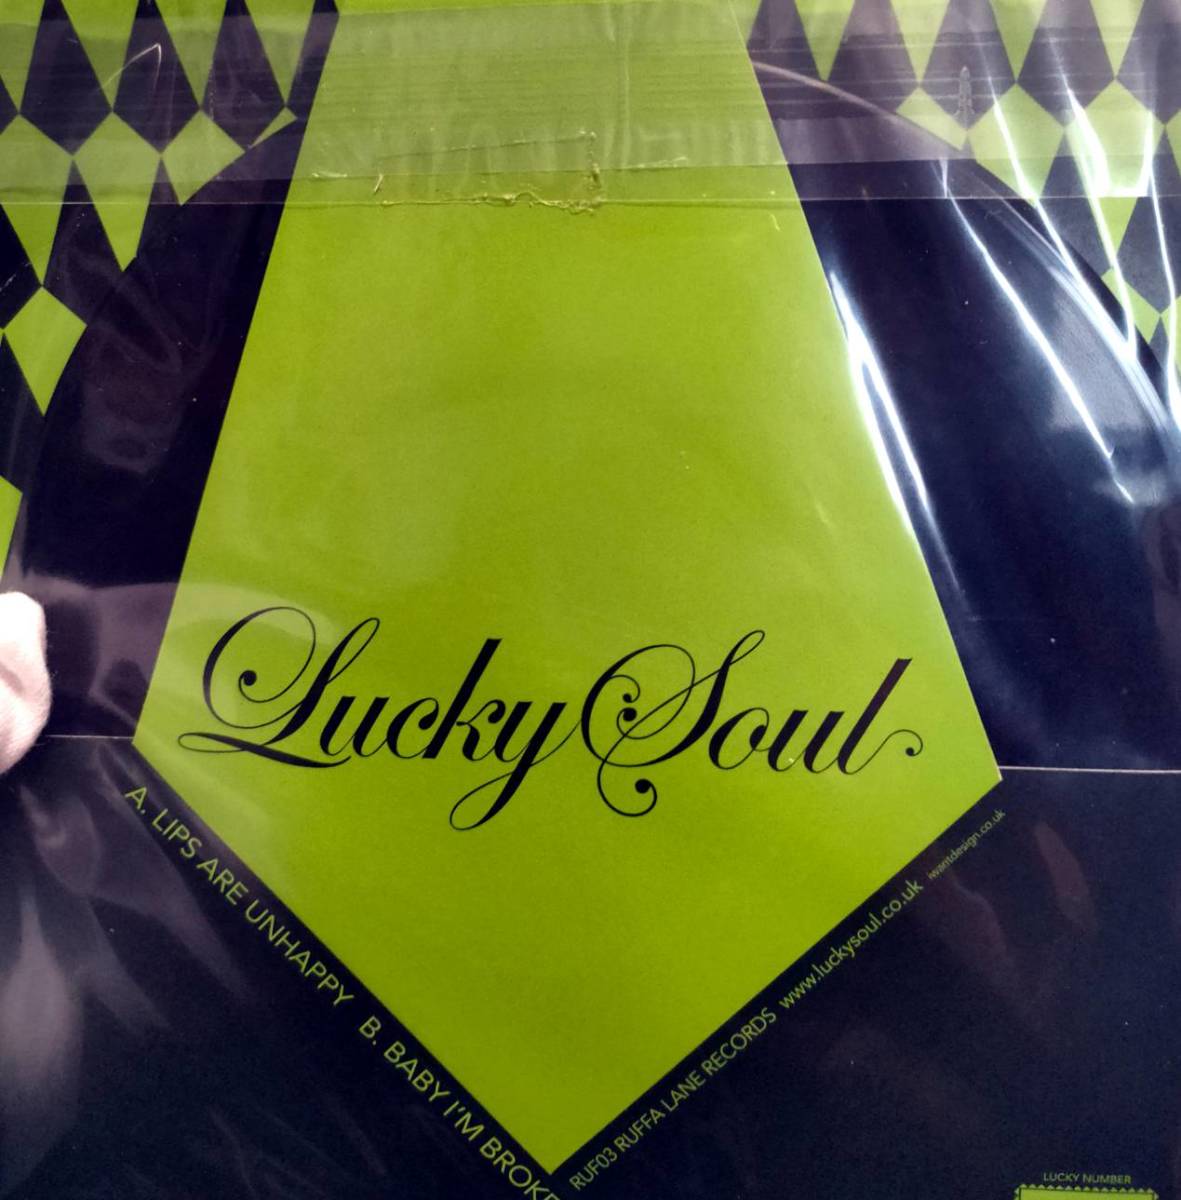 Lucky Soul
A. LIPS ARE UNHAPPY B. BABY I'M BROKE
RUF03 RUFFA LANE RECORDS www.luckysoul.co.uk iwantdesign.co.uk
LUCKY NUMBER